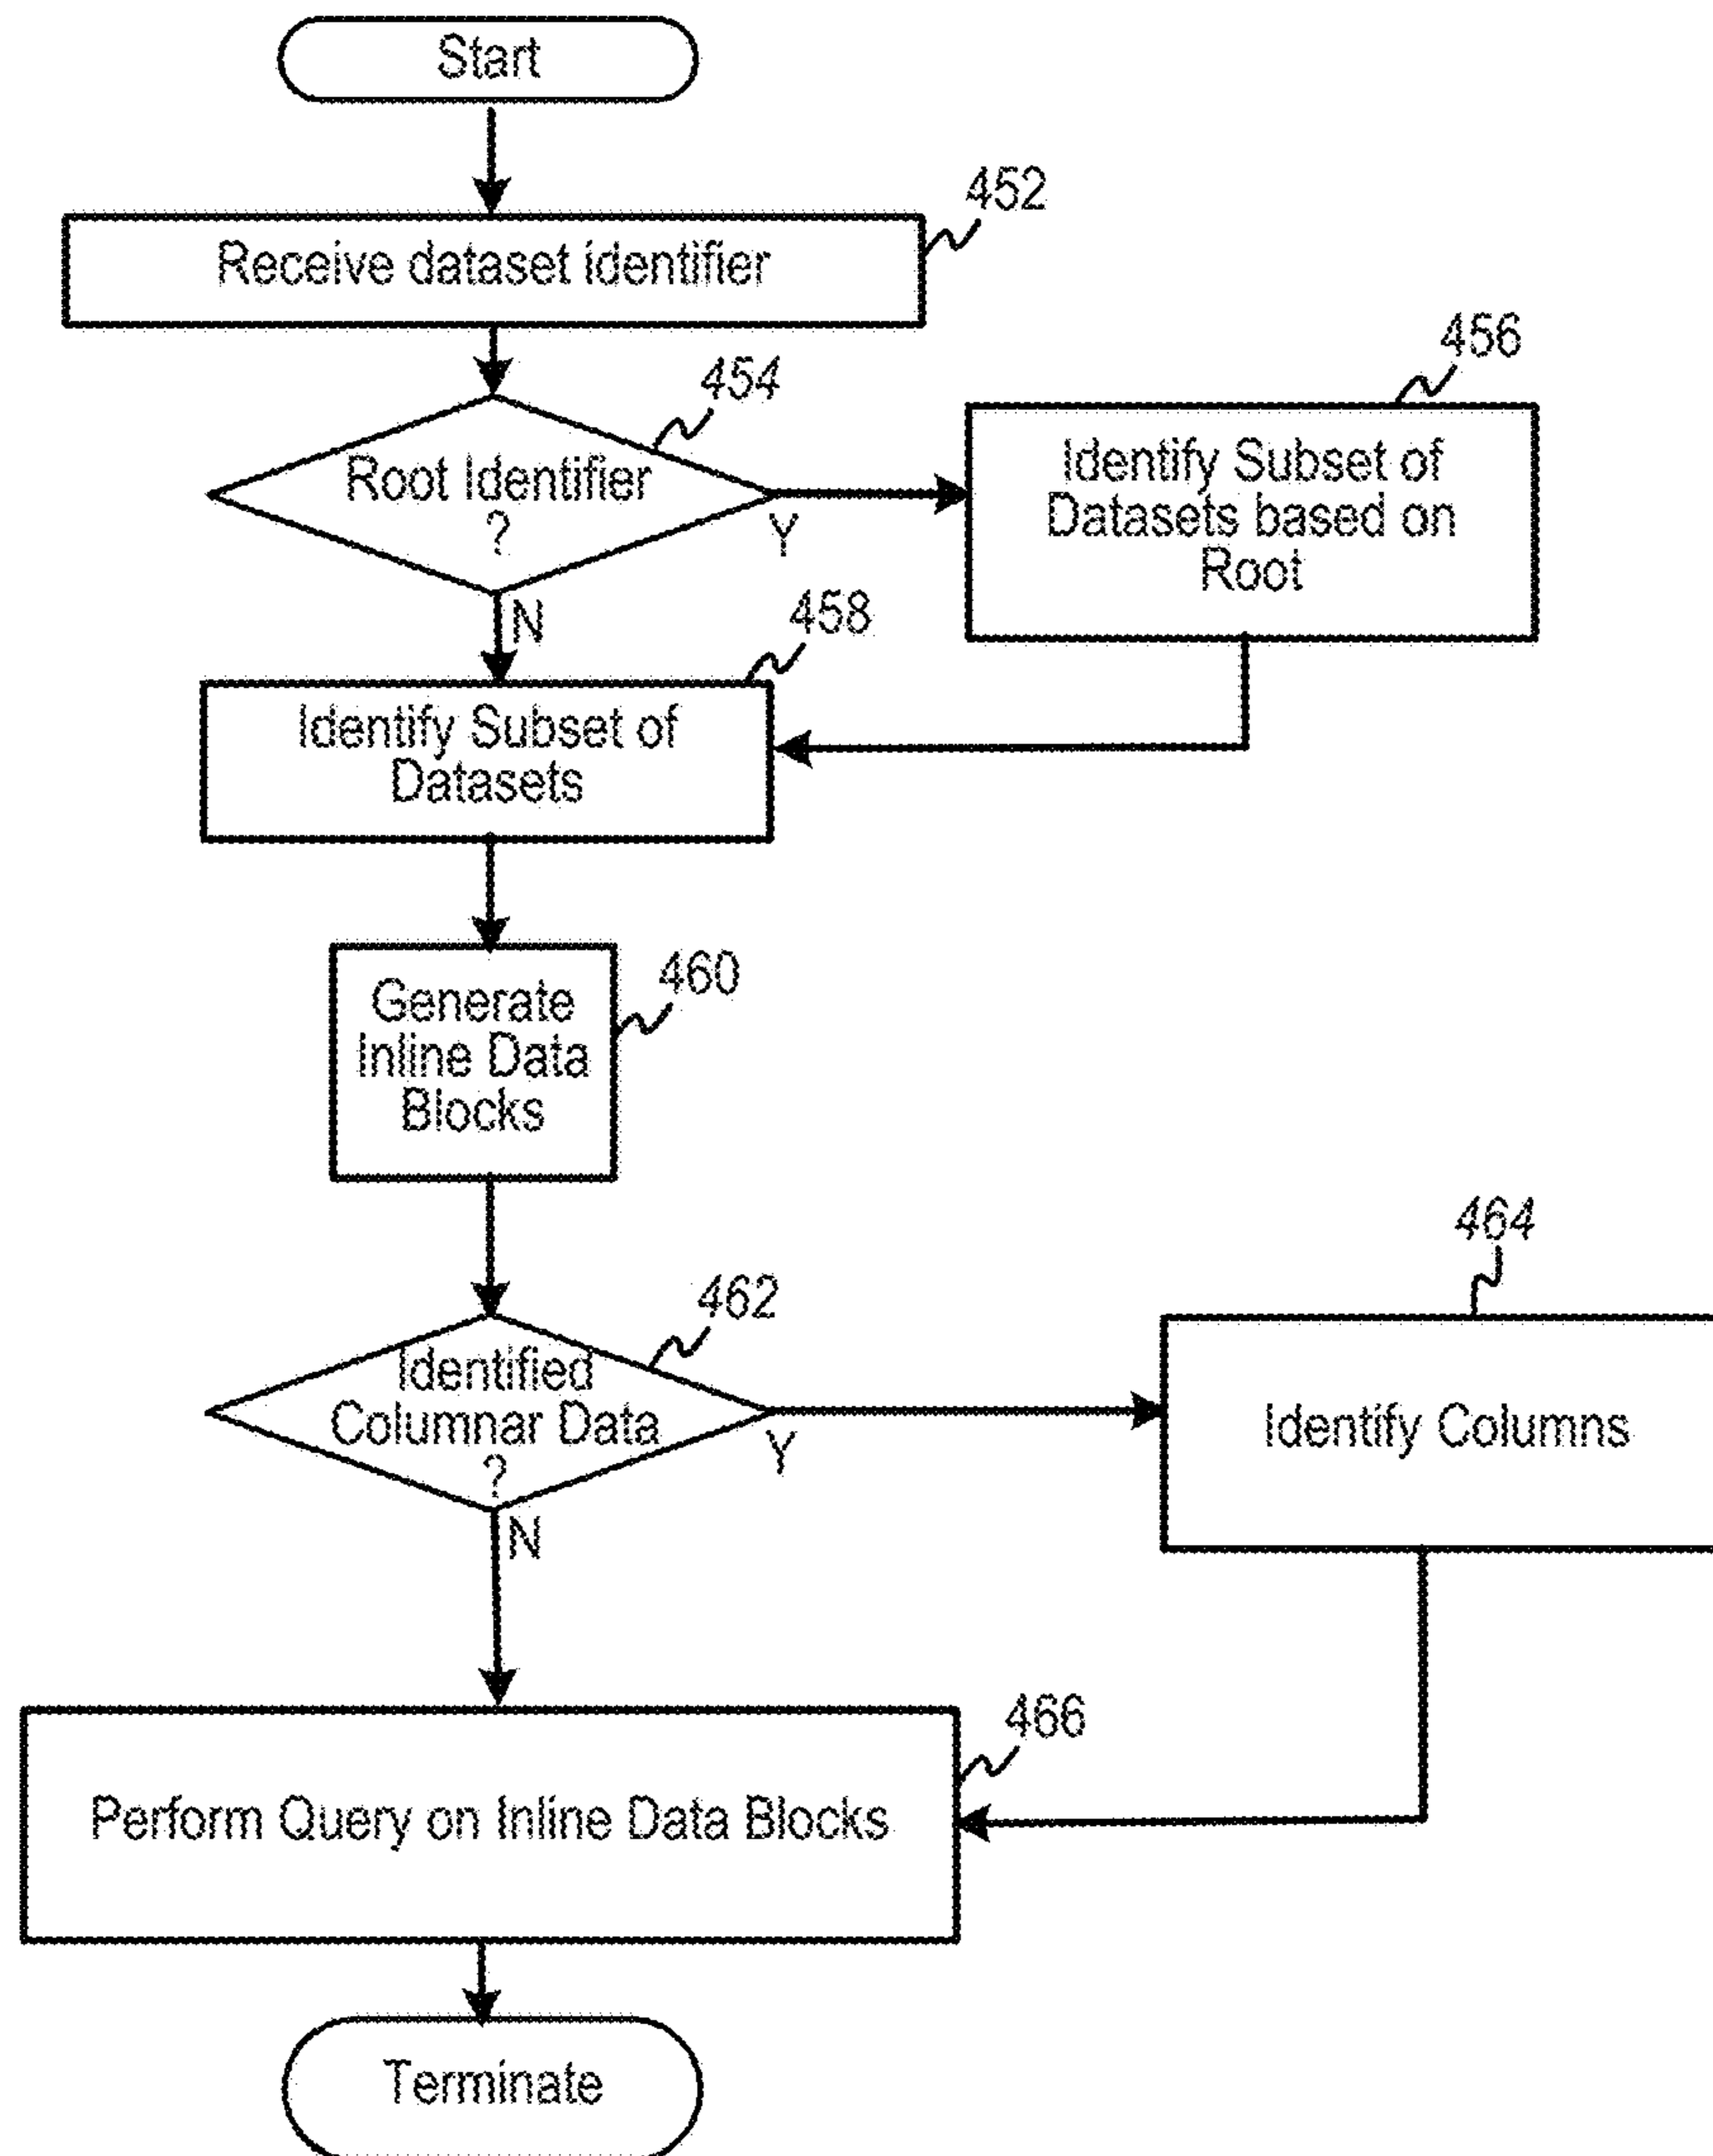 Start
452
Receive dataset identifier
454
456
Root Identifier
?
Y
Identify Subset of
Datasets based on
Root
N
458
Identify Subset of
Datasets
460
Generate
Inline Data
Blocks
462
464
Identified
Columnar Data
?
Y
Identify Columns
N
466
Perform Query on Inline Data Blocks
Terminate